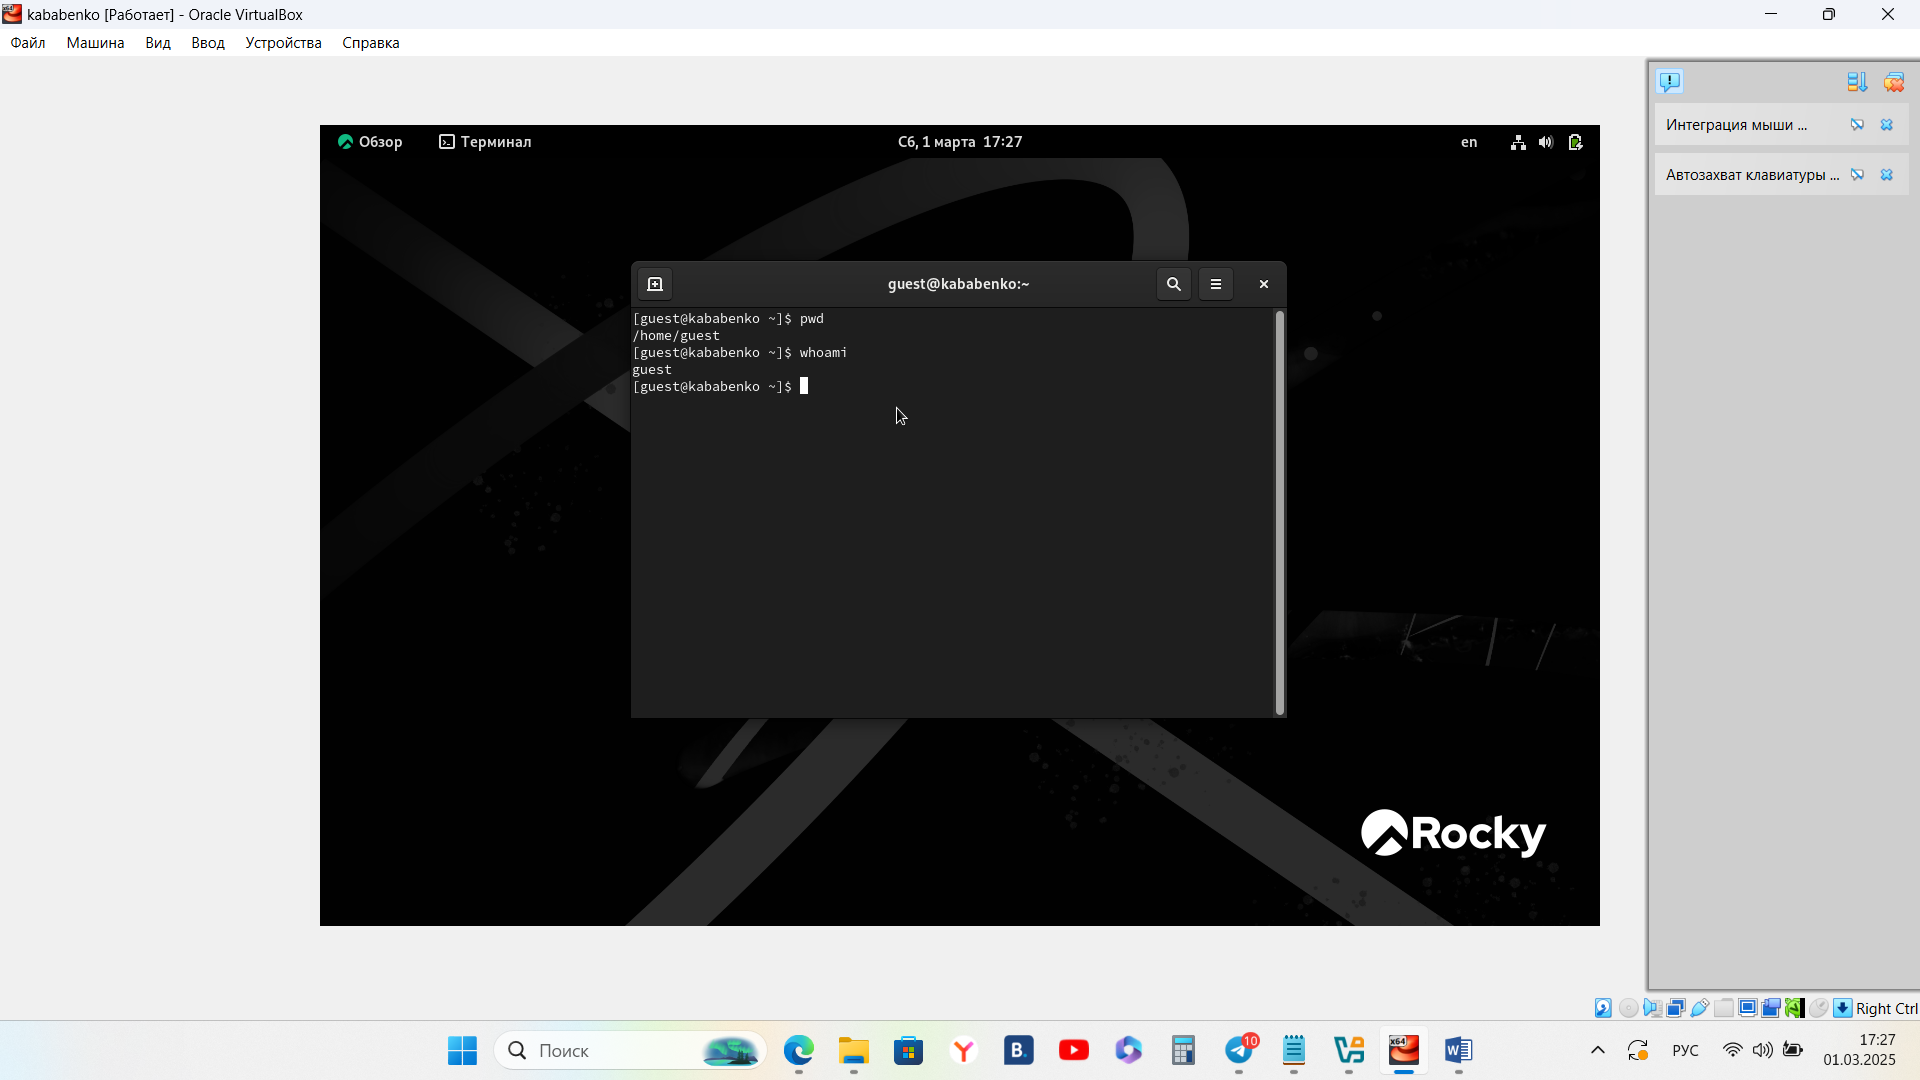 kababenko [Работает] - Oracle VirtualBox
Файл Машина Вид Ввод Устройства Справка
Интеграция мыши ...
Автозахват клавиатуры ...
Обзор Терминал Сб, 1 марта 17:27 en
guest@kababenko:~
[guest@kababenko ~]$ pwd
/home/guest
[guest@kababenko ~]$ whoami
guest
[guest@kababenko ~]$
Rocky
Right Ctrl
Поиск
B.
10
x64
РУС
17:27
01.03.2025